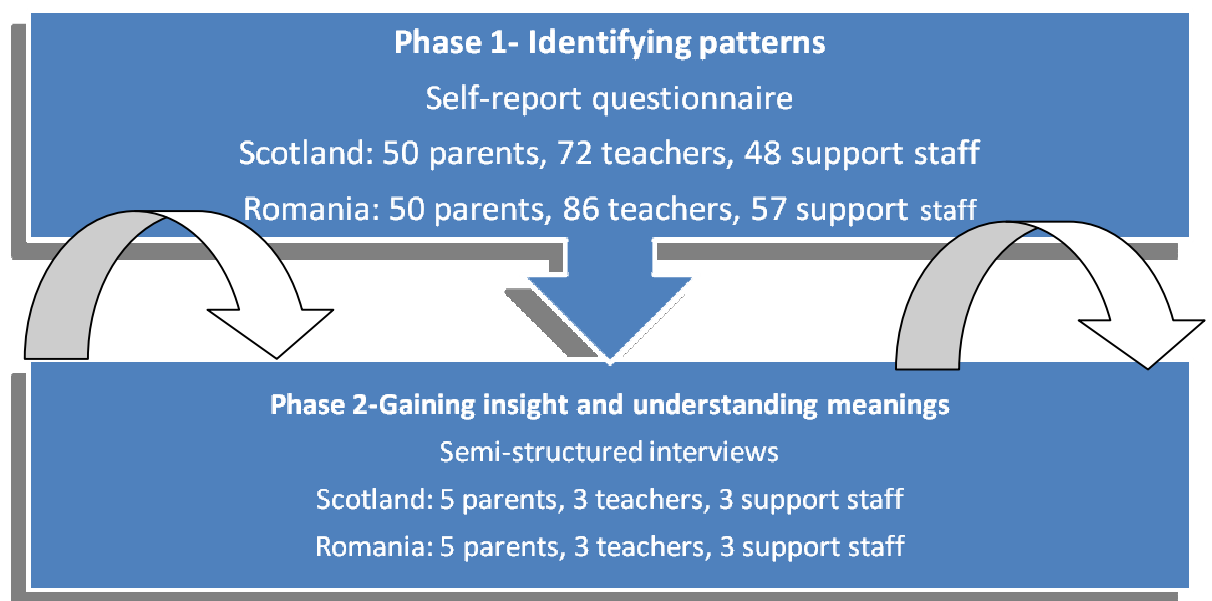 Phase 1- Identifying patterns
Self-report questionnaire
Scotland: 50 parents, 72 teachers, 48 support staff
Romania: 50 parents, 86 teachers, 57 support staff
Phase 2-Gaining insight and understanding meanings
Semi-structured interviews
Scotland: 5 parents, 3 teachers, 3 support staff
Romania: 5 parents, 3 teachers, 3 support staff